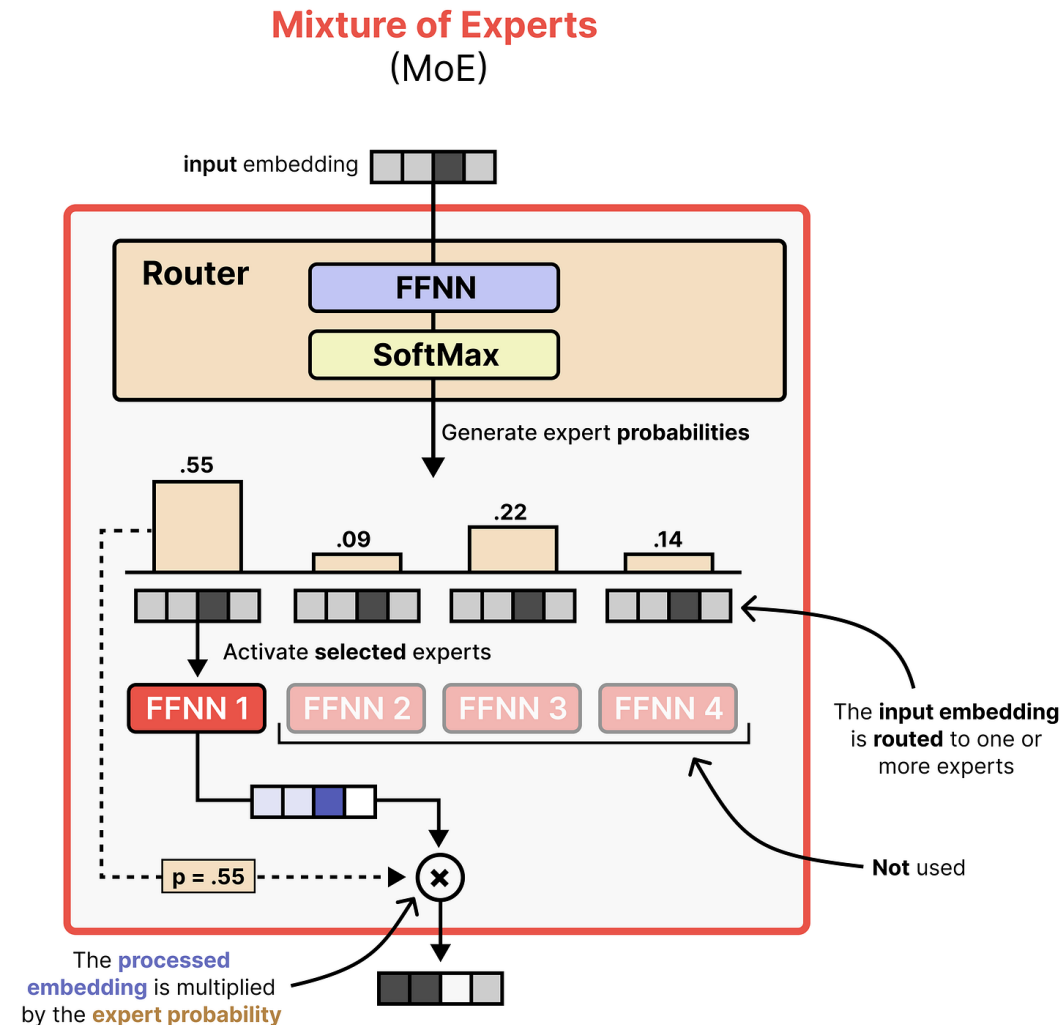 Mixture of Experts
(MoE)
input embedding
Router
FFNN
SoftMax
Generate expert probabilities
.55
.09
.22
.14
Activate selected experts
FFNN 1
FFNN 2
FFNN 3
FFNN 4
The input embedding
is routed to one or
more experts
p = .55
Not used
The processed
embedding is multiplied
by the expert probability